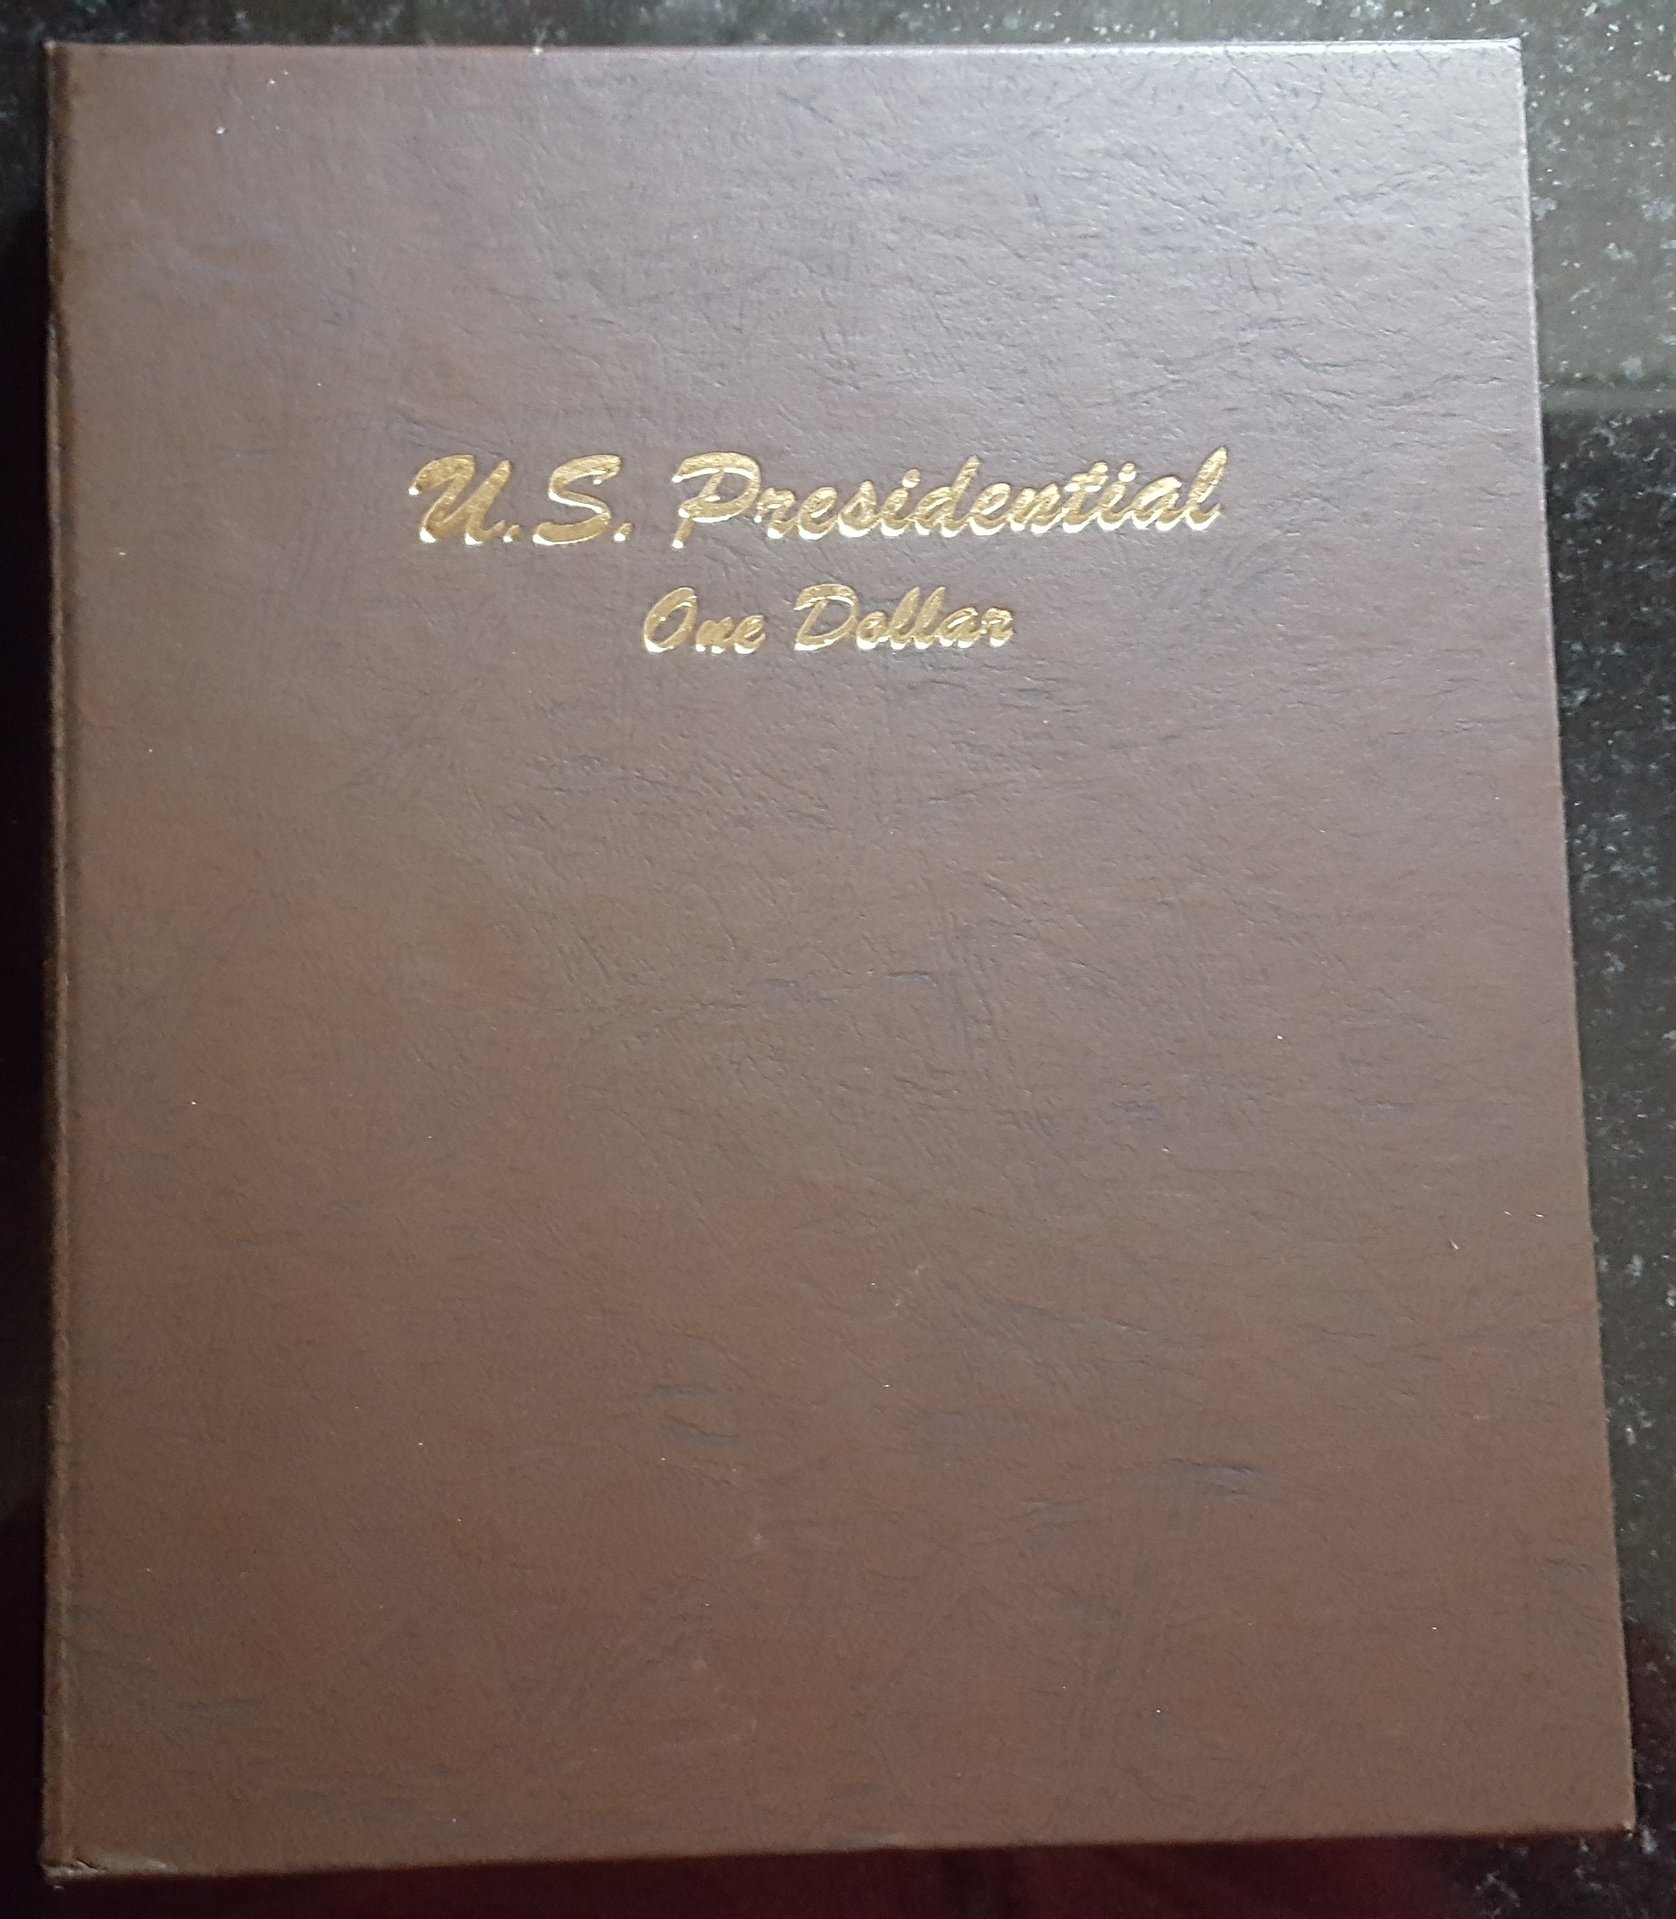 U.S. Presidential
One Dollar